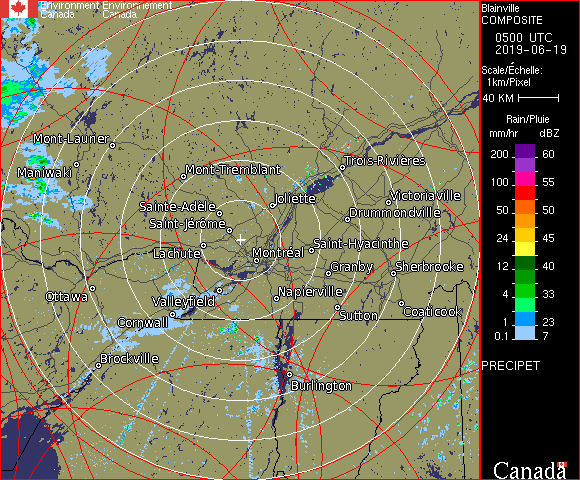 Environment Environnement
Canada Canada
Blainville
COMPOSITE
0500 UTC
2019-06-19
Scale/Échelle:
1km/Pixel
40 KM
Rain/Pluie
mm/hr dBZ
200 60
100 55
50 50
24 45
12 40
4 33
1 23
0.1 7
PRECIPET
Canada
Mont-Laurier
Maniwaki
Mont-Tremblant
Trois-Rivières
Joliette
Victoriaville
Sainte-Adèle
Drummondville
Saint-Jérôme
Saint-Hyacinthe
Lachute
Montréal
Granby
Sherbrooke
Ottawa
Valleyfield
Napierville
Coaticook
Cornwall
Sutton
Brockville
Burlington